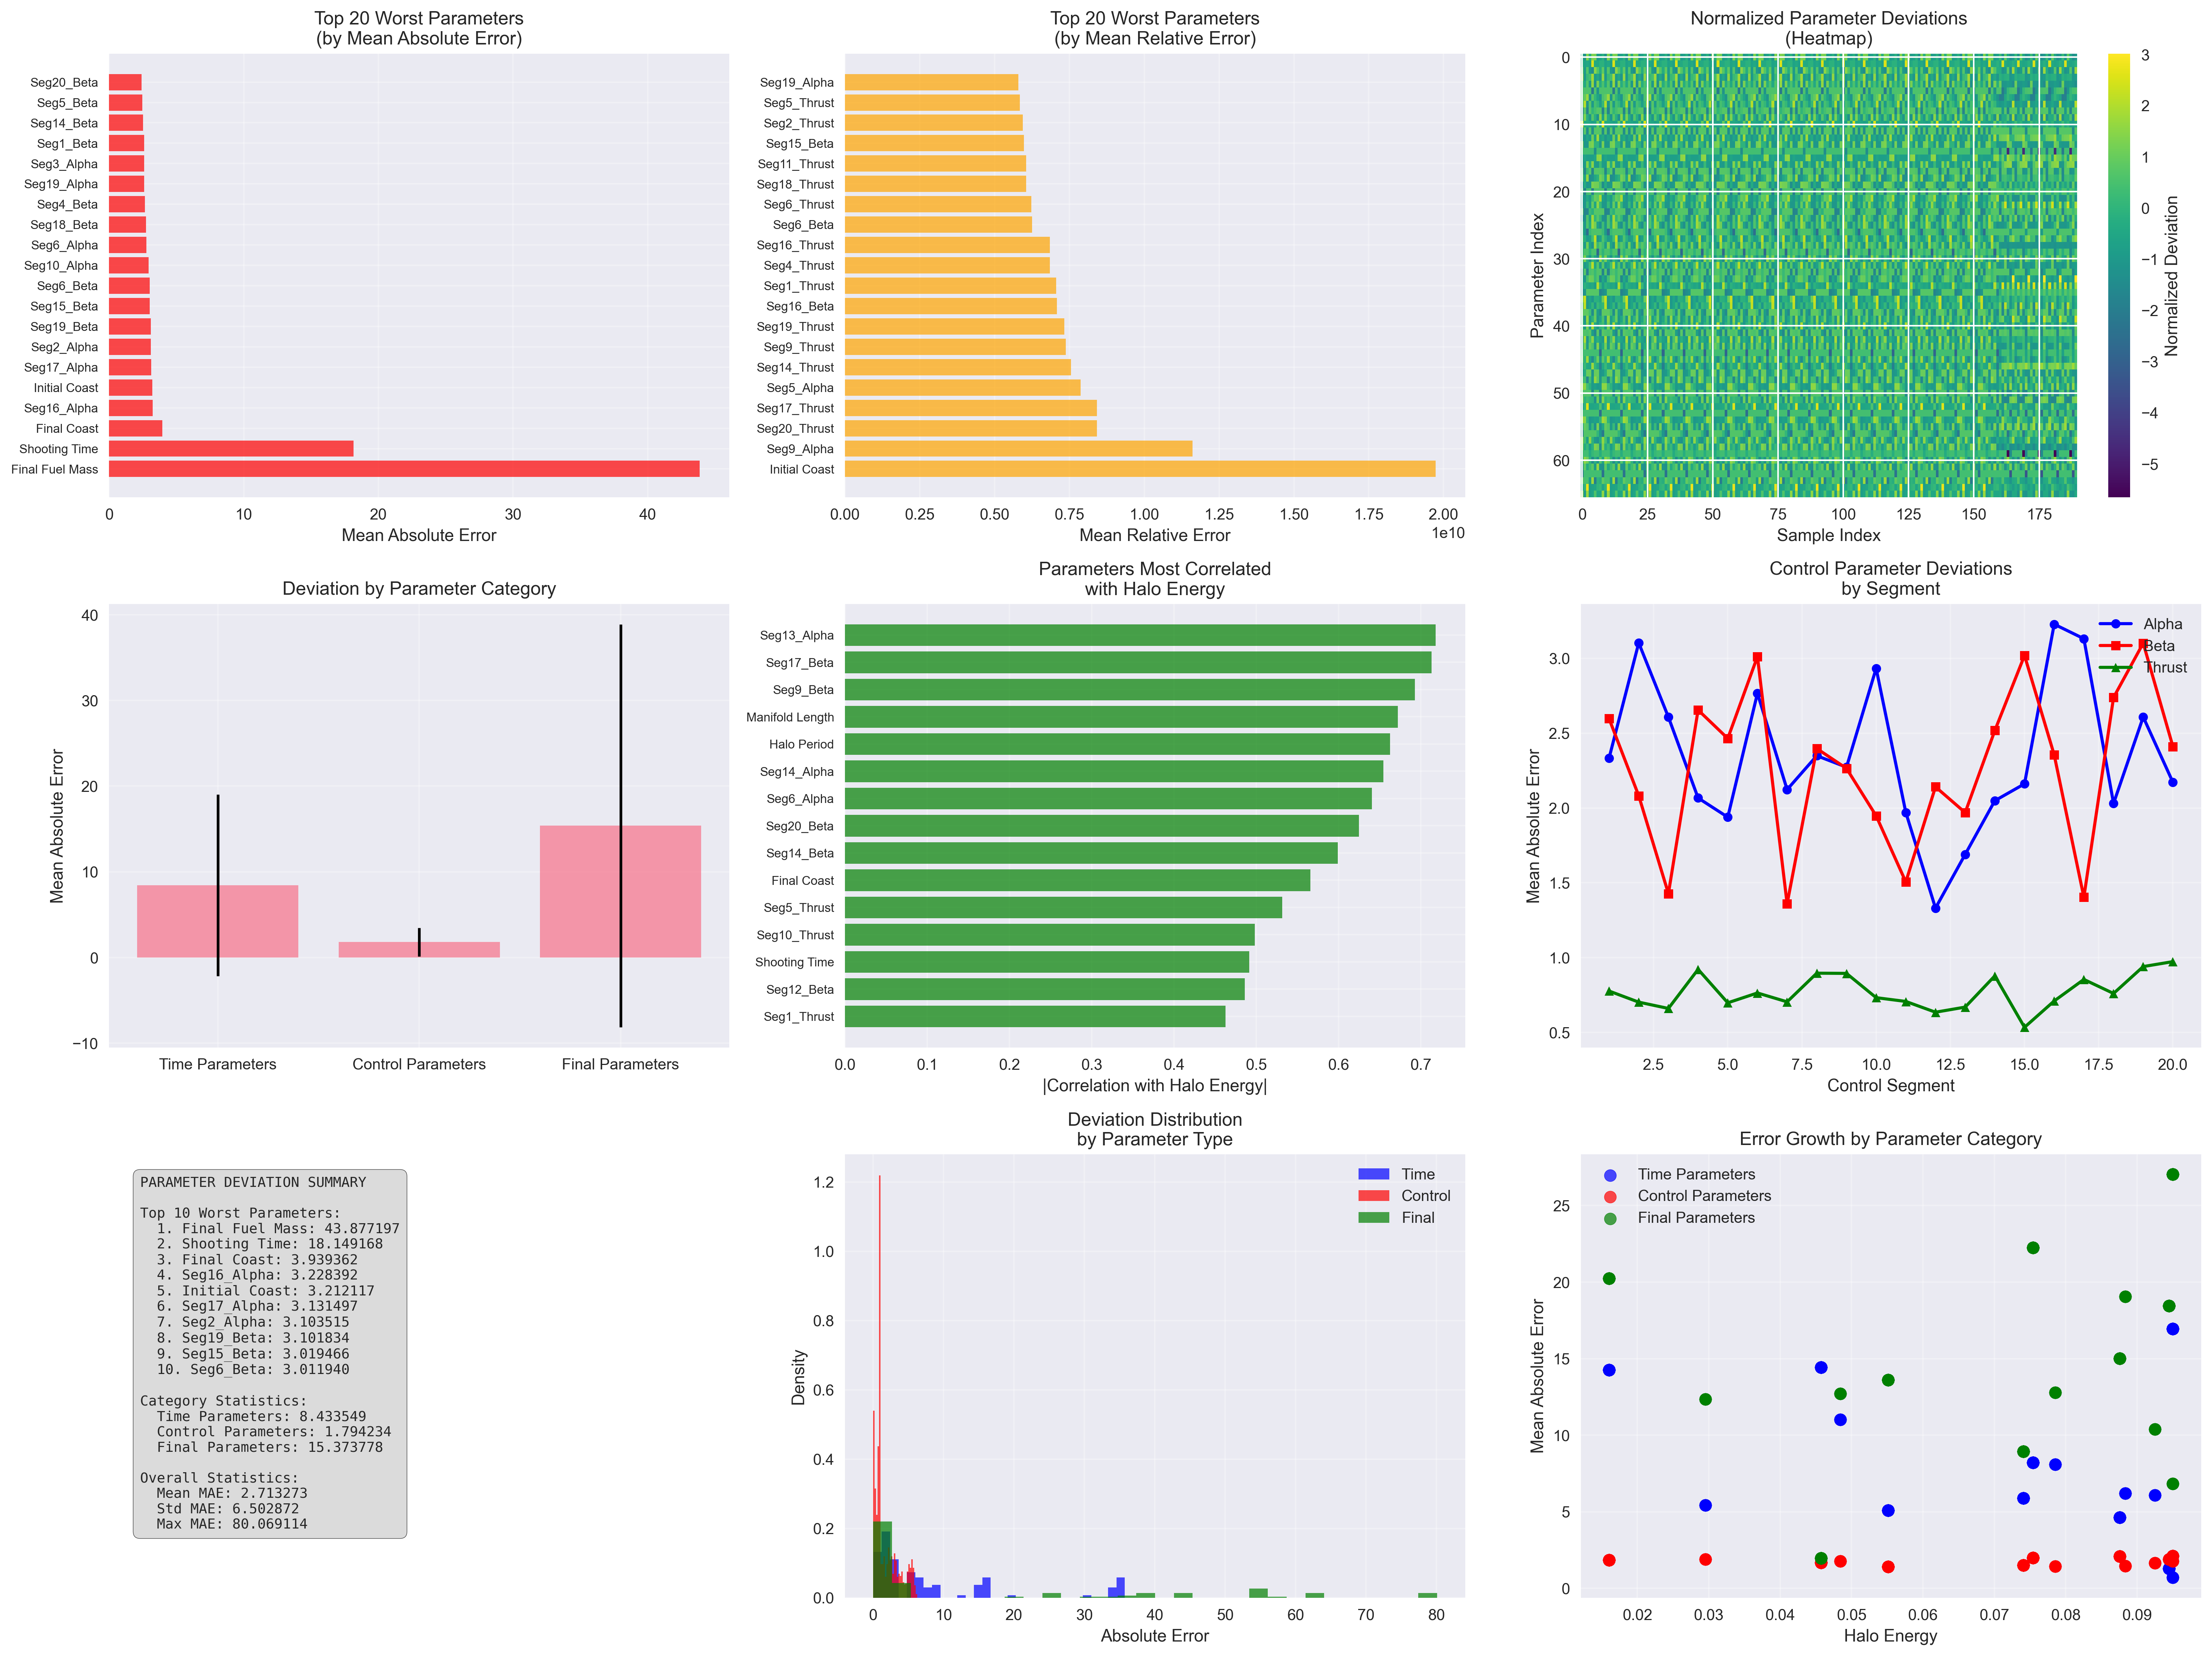 Top 20 Worst Parameters
(by Mean Absolute Error)
Seg20_Beta
Seg5_Beta
Seg14_Beta
Seg1_Beta
Seg3_Alpha
Seg19_Alpha
Seg4_Beta
Seg18_Beta
Seg6_Alpha
Seg10_Alpha
Seg6_Beta
Seg15_Beta
Seg19_Beta
Seg2_Alpha
Seg17_Alpha
Initial Coast
Seg16_Alpha
Final Coast
Shooting Time
Final Fuel Mass
0 10 20 30 40
Mean Absolute Error
Top 20 Worst Parameters
(by Mean Relative Error)
Seg19_Alpha
Seg5_Thrust
Seg2_Thrust
Seg15_Beta
Seg11_Thrust
Seg18_Thrust
Seg6_Thrust
Seg6_Beta
Seg16_Thrust
Seg4_Thrust
Seg1_Thrust
Seg16_Beta
Seg19_Thrust
Seg9_Thrust
Seg14_Thrust
Seg5_Alpha
Seg17_Thrust
Seg20_Thrust
Seg9_Alpha
Initial Coast
0.00 0.25 0.50 0.75 1.00 1.25 1.50 1.75 2.00
1e10
Mean Relative Error
Normalized Parameter Deviations
(Heatmap)
0
10
20
30
40
50
60
Parameter Index
0 25 50 75 100 125 150 175
Sample Index
3
2
1
0
−1
−2
−3
−4
−5
Normalized Deviation
Deviation by Parameter Category
40
30
20
10
0
−10
Mean Absolute Error
Time Parameters Control Parameters Final Parameters
Parameters Most Correlated
with Halo Energy
Seg13_Alpha
Seg17_Beta
Seg9_Beta
Manifold Length
Halo Period
Seg14_Alpha
Seg6_Alpha
Seg20_Beta
Seg14_Beta
Final Coast
Seg5_Thrust
Seg10_Thrust
Shooting Time
Seg12_Beta
Seg1_Thrust
0.0 0.1 0.2 0.3 0.4 0.5 0.6 0.7
|Correlation with Halo Energy|
Control Parameter Deviations
by Segment
Alpha
Beta
Thrust
3.0
2.5
2.0
1.5
1.0
0.5
Mean Absolute Error
2.5 5.0 7.5 10.0 12.5 15.0 17.5 20.0
Control Segment
PARAMETER DEVIATION SUMMARY
Top 10 Worst Parameters:
1. Final Fuel Mass: 43.877197
2. Shooting Time: 18.149168
3. Final Coast: 3.939362
4. Seg16_Alpha: 3.228392
5. Initial Coast: 3.212117
6. Seg17_Alpha: 3.131497
7. Seg2_Alpha: 3.103515
8. Seg19_Beta: 3.101834
9. Seg15_Beta: 3.019466
10. Seg6_Beta: 3.011940
Category Statistics:
Time Parameters: 8.433549
Control Parameters: 1.794234
Final Parameters: 15.373778
Overall Statistics:
Mean MAE: 2.713273
Std MAE: 6.502872
Max MAE: 80.069114
Deviation Distribution
by Parameter Type
Time
Control
Final
1.2
1.0
0.8
0.6
0.4
0.2
0.0
Density
0 10 20 30 40 50 60 70 80
Absolute Error
Error Growth by Parameter Category
Time Parameters
Control Parameters
Final Parameters
25
20
15
10
5
0
Mean Absolute Error
0.02 0.03 0.04 0.05 0.06 0.07 0.08 0.09
Halo Energy